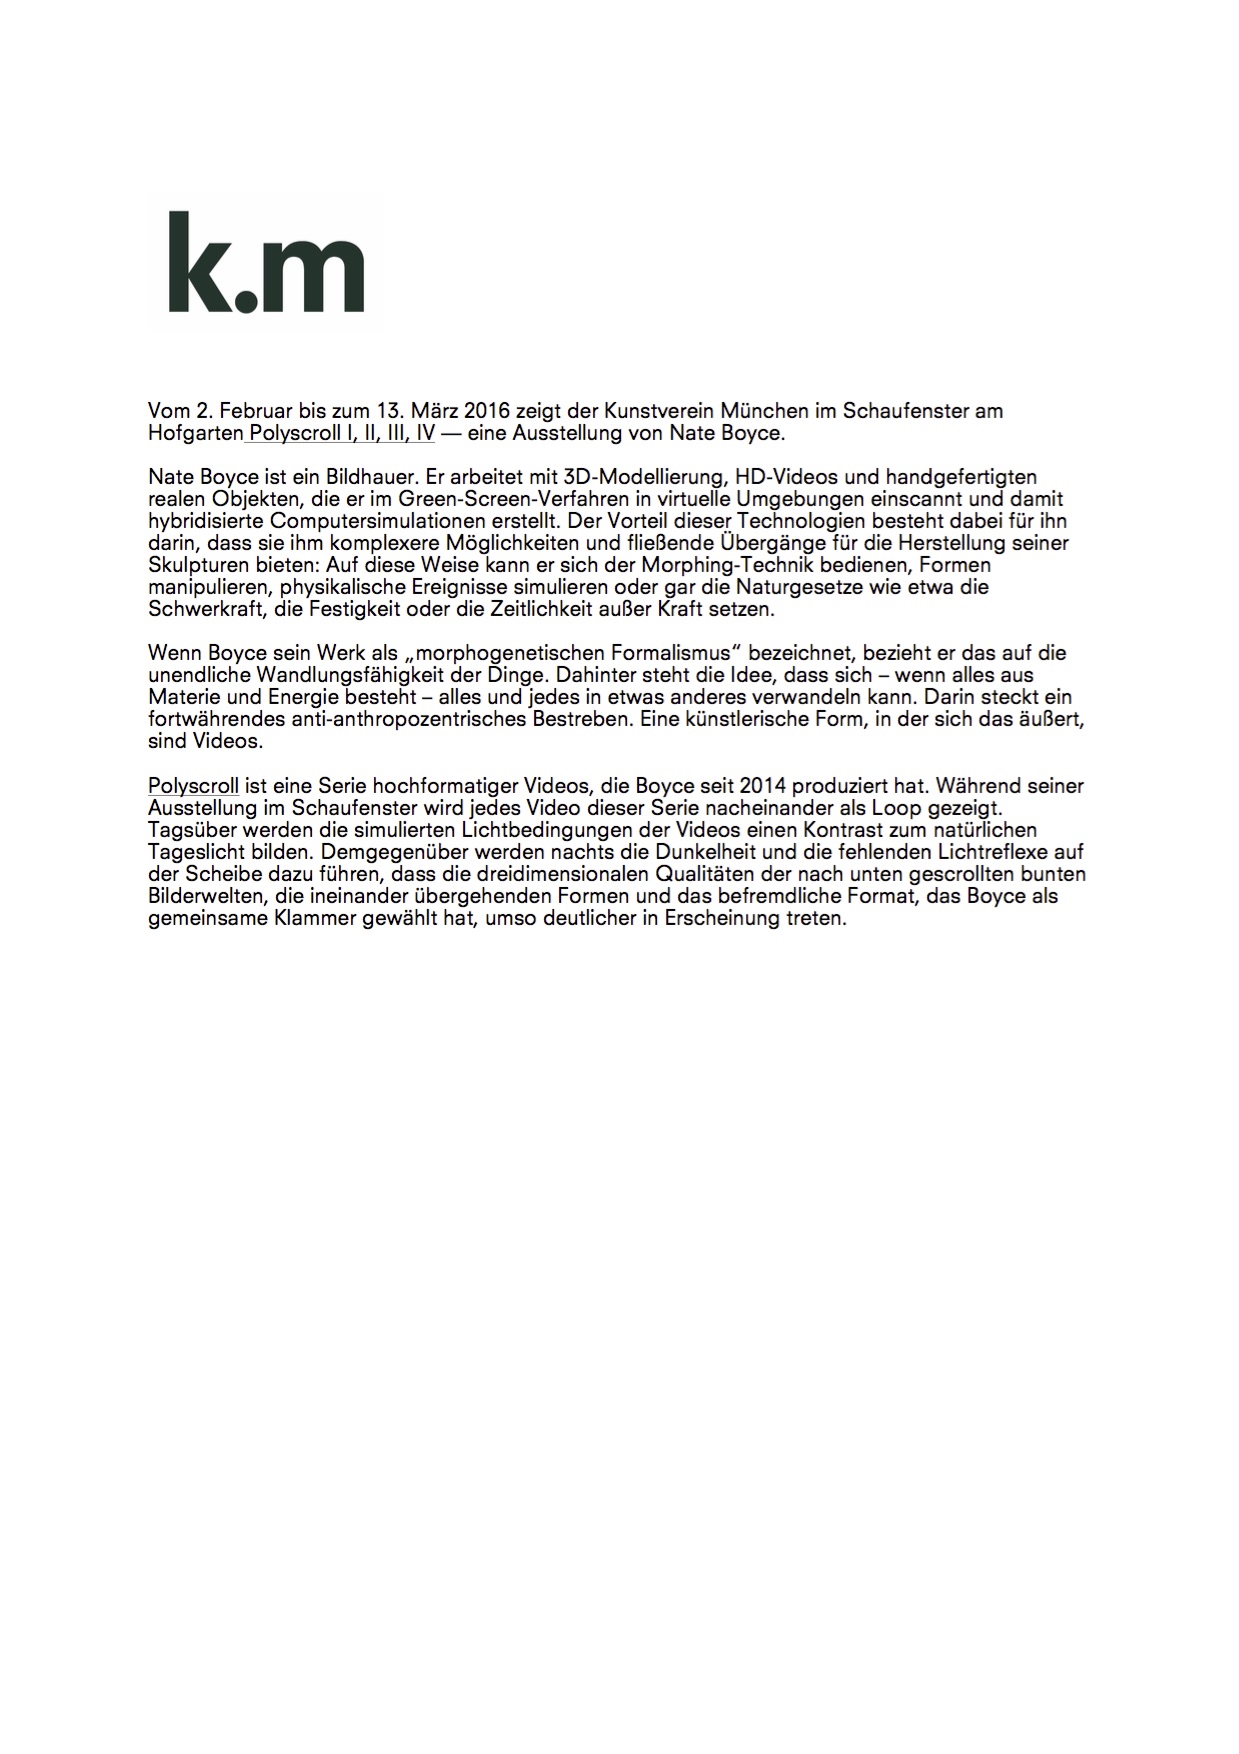 k.m
Vom 2. Februar bis zum 13. März 2016 zeigt der Kunstverein München im Schaufenster am
Hofgarten Polyscroll I, II, III, IV — eine Ausstellung von Nate Boyce.
Nate Boyce ist ein Bildhauer. Er arbeitet mit 3D-Modellierung, HD-Videos und handgefertigten
realen Objekten, die er im Green-Screen-Verfahren in virtuelle Umgebungen einscannt und damit
hybridisierte Computersimulationen erstellt. Der Vorteil dieser Technologien besteht dabei für ihn
darin, dass sie ihm komplexere Möglichkeiten und fließende Übergänge für die Herstellung seiner
Skulpturen bieten: Auf diese Weise kann er sich der Morphing-Technik bedienen, Formen
manipulieren, physikalische Ereignisse simulieren oder gar die Naturgesetze wie etwa die
Schwerkraft, die Festigkeit oder die Zeitlichkeit außer Kraft setzen.
Wenn Boyce sein Werk als „morphogenetischen Formalismus“ bezeichnet, bezieht er das auf die
unendliche Wandlungsfähigkeit der Dinge. Dahinter steht die Idee, dass sich – wenn alles aus
Materie und Energie besteht – alles und jedes in etwas anderes verwandeln kann. Darin steckt ein
fortwährendes anti-anthropozentrisches Bestreben. Eine künstlerische Form, in der sich das äußert,
sind Videos.
Polyscroll ist eine Serie hochformatiger Videos, die Boyce seit 2014 produziert hat. Während seiner
Ausstellung im Schaufenster wird jedes Video dieser Serie nacheinander als Loop gezeigt.
Tagsüber werden die simulierten Lichtbedingungen der Videos einen Kontrast zum natürlichen
Tageslicht bilden. Demgegenüber werden nachts die Dunkelheit und die fehlenden Lichtreflexe auf
der Scheibe dazu führen, dass die dreidimensionalen Qualitäten der nach unten gescrollten bunten
Bilderwelten, die ineinander übergehenden Formen und das befremdliche Format, das Boyce als
gemeinsame Klammer gewählt hat, umso deutlicher in Erscheinung treten.